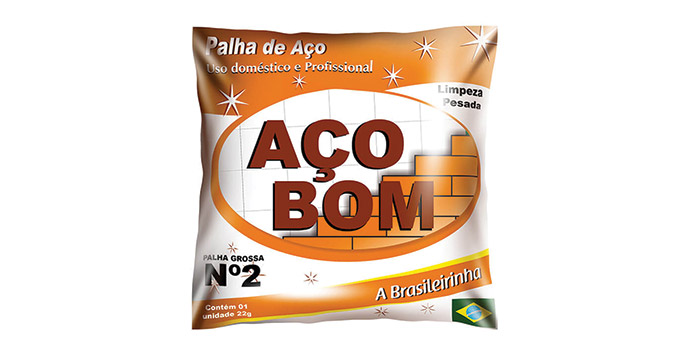 Palha de Aço
Uso doméstico e Profissional
Limpeza
Pesada
AÇO
BOM
PALHA GROSSA
Nº2
A Brasileirinha
Contém 01
unidade 22g